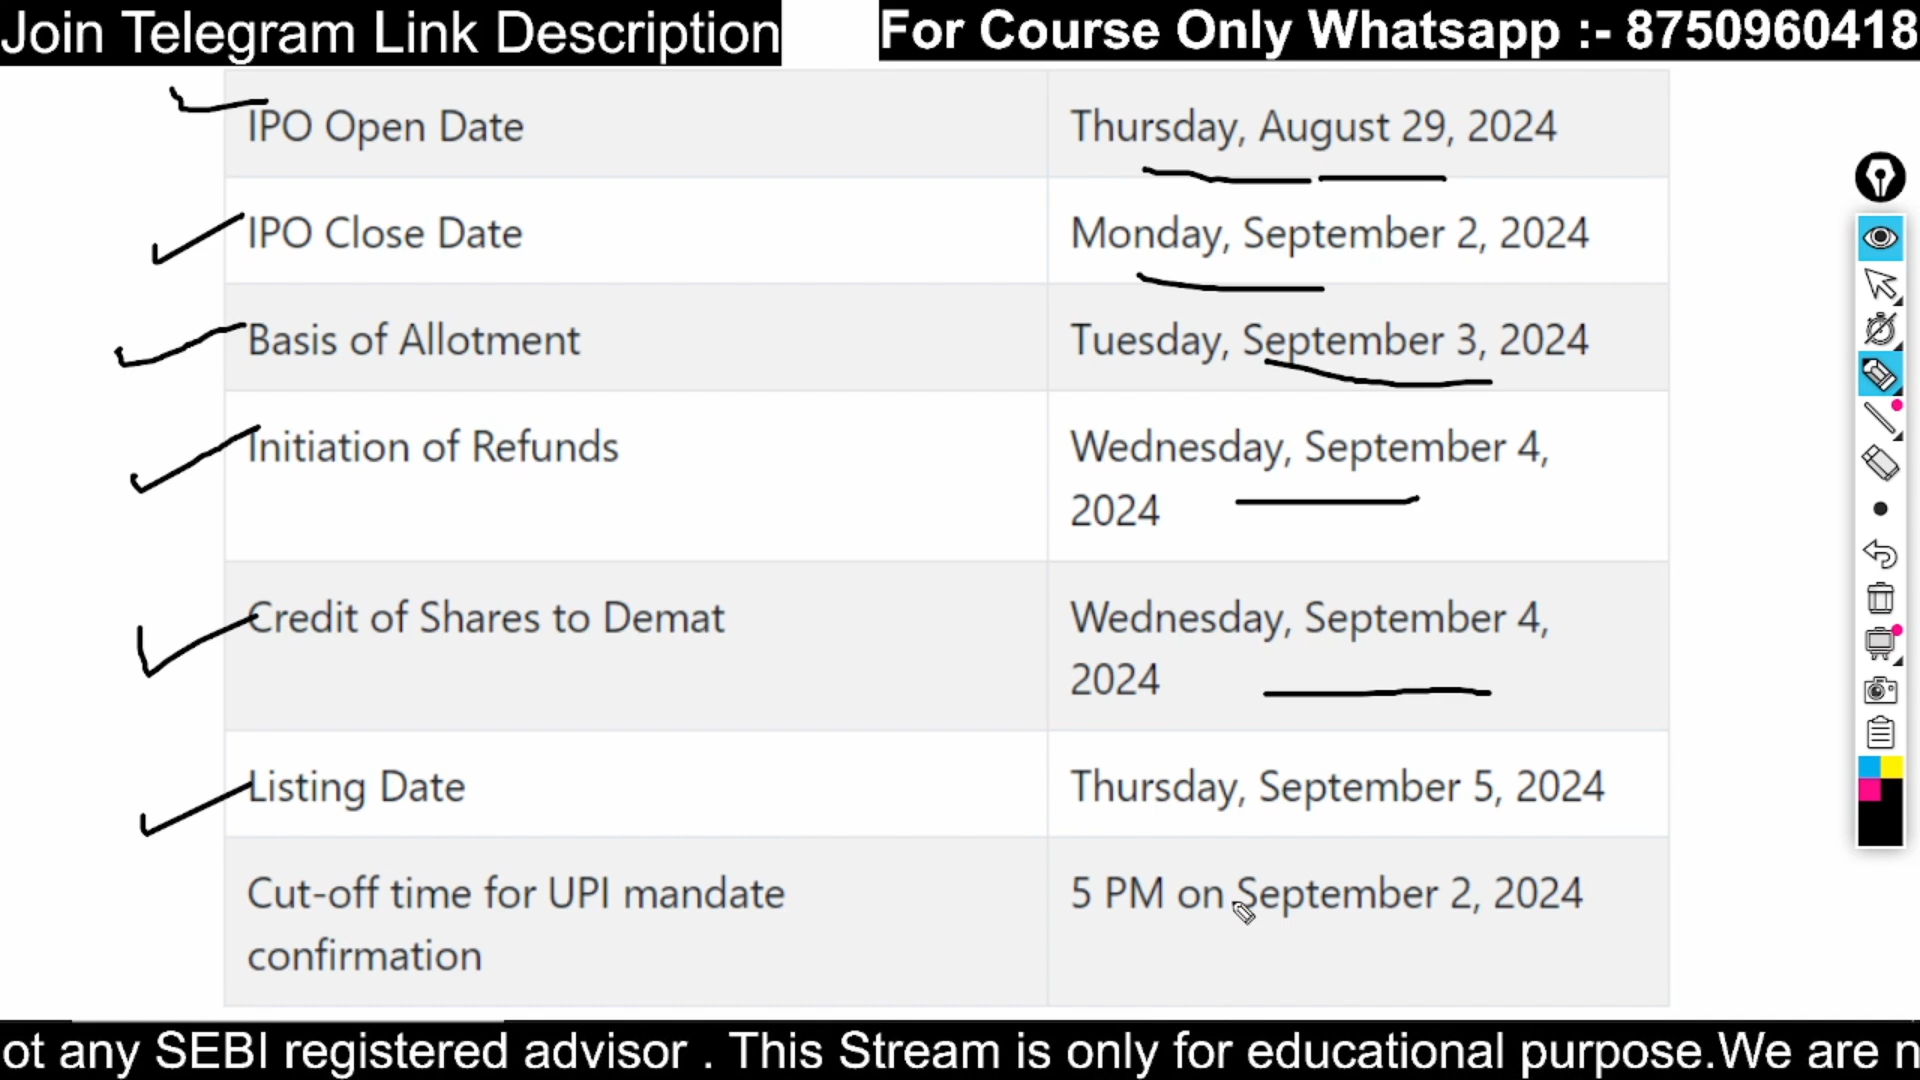 Join Telegram Link Description
For Course Only Whatsapp :- 8750960418
IPO Open Date
Thursday, August 29, 2024
IPO Close Date
Monday, September 2, 2024
Basis of Allotment
Tuesday, September 3, 2024
Initiation of Refunds
Wednesday, September 4,
2024
Credit of Shares to Demat
Wednesday, September 4,
2024
Listing Date
Thursday, September 5, 2024
Cut-off time for UPI mandate
confirmation
5 PM on September 2, 2024
ot any SEBI registered advisor . This Stream is only for educational purpose.We are n